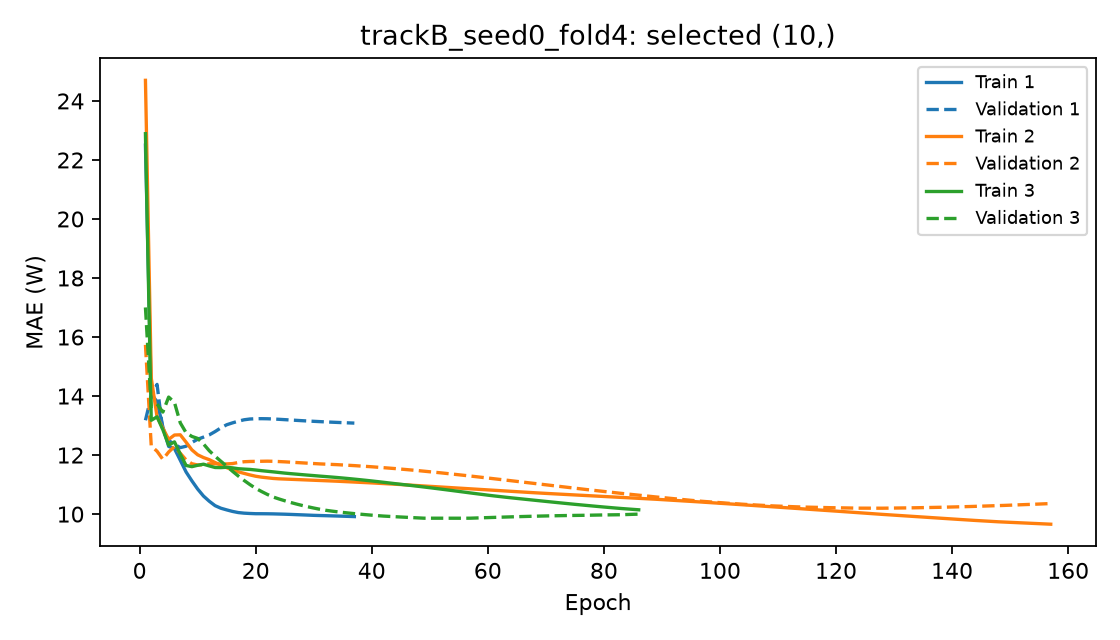 trackB_seed0_fold4: selected (10,)
Train 1
Validation 1
Train 2
Validation 2
Train 3
Validation 3
MAE (W)
24
22
20
18
16
14
12
10
0 20 40 60 80 100 120 140 160
Epoch